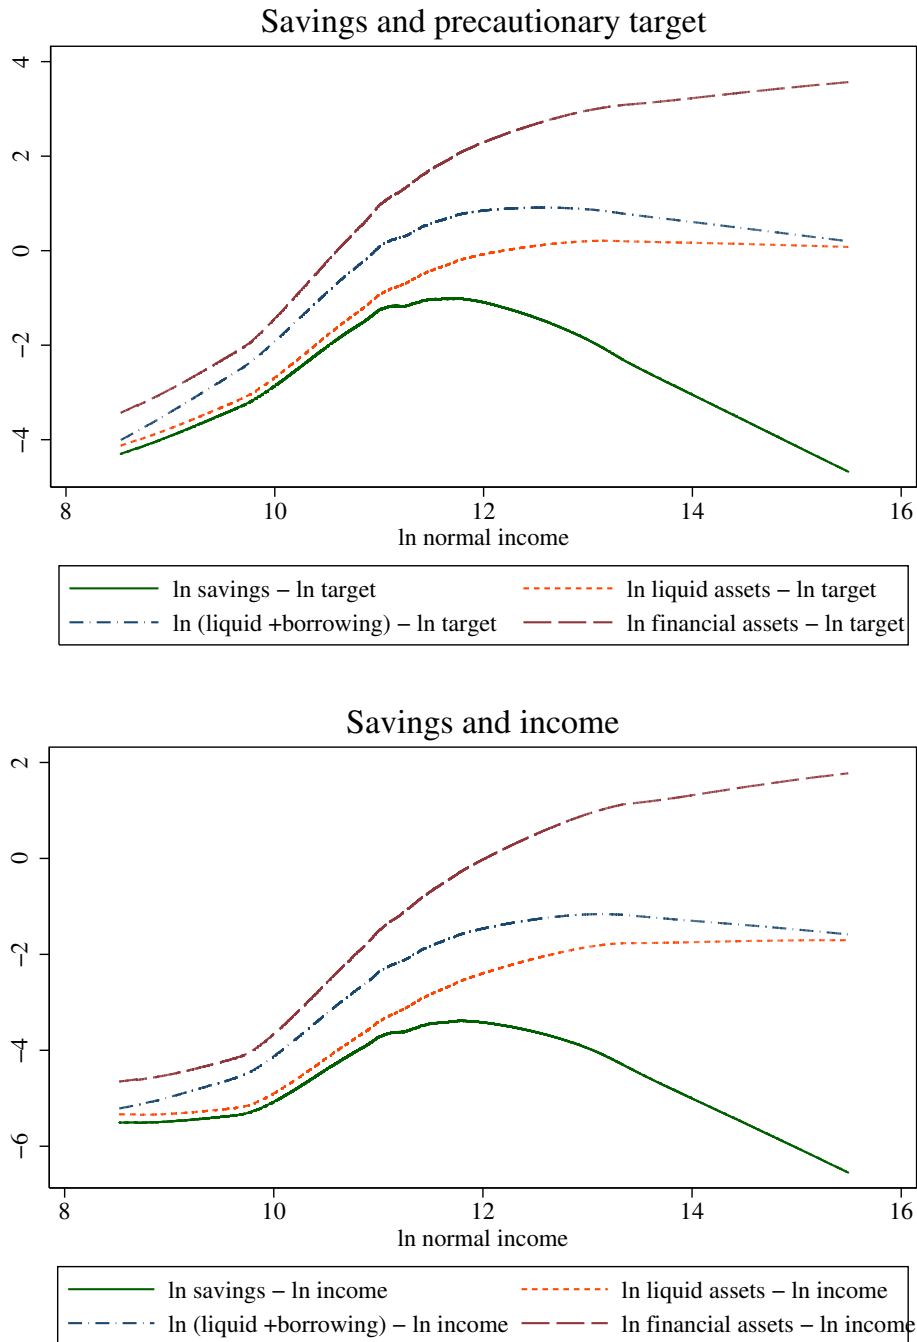 Savings and precautionary target
4
2
0
−2
−4
8 10 12 14 16
ln normal income
ln savings − ln target
ln liquid assets − ln target
ln (liquid +borrowing) − ln target
ln financial assets − ln target
Savings and income
2
0
−2
−4
−6
8 10 12 14 16
ln normal income
ln savings − ln income
ln liquid assets − ln income
ln (liquid +borrowing) − ln income
ln financial assets − ln income